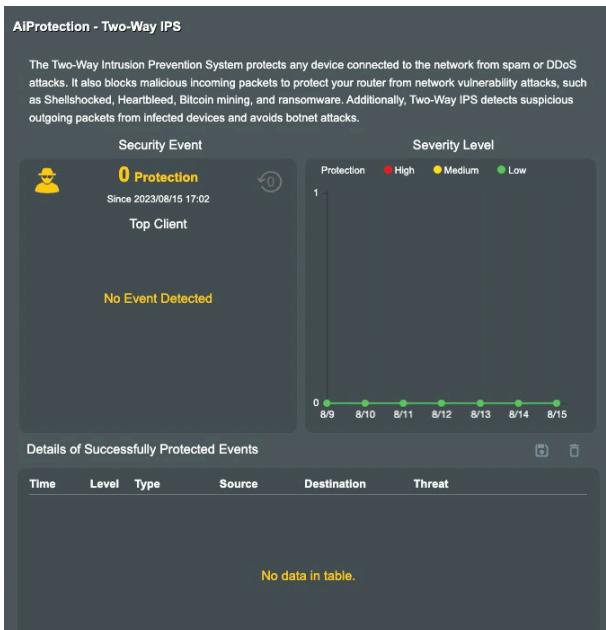 AiProtection - Two-Way IPS
The Two-Way Intrusion Prevention System protects any device connected to the network from spam or DDoS
attacks. It also blocks malicious incoming packets to protect your router from network vulnerability attacks, such
as Shellshocked, Heartbleed, Bitcoin mining, and ransomware. Additionally, Two-Way IPS detects suspicious
outgoing packets from infected devices and avoids botnet attacks.
Security Event
0 Protection
0
Since 2023/08/15 17:02
Top Client
No Event Detected
Severity Level
Protection High Medium Low
1
0
8/9 8/10 8/11 8/12 8/13 8/14 8/15
Details of Successfully Protected Events
Time Level Type Source Destination Threat
No data in table.